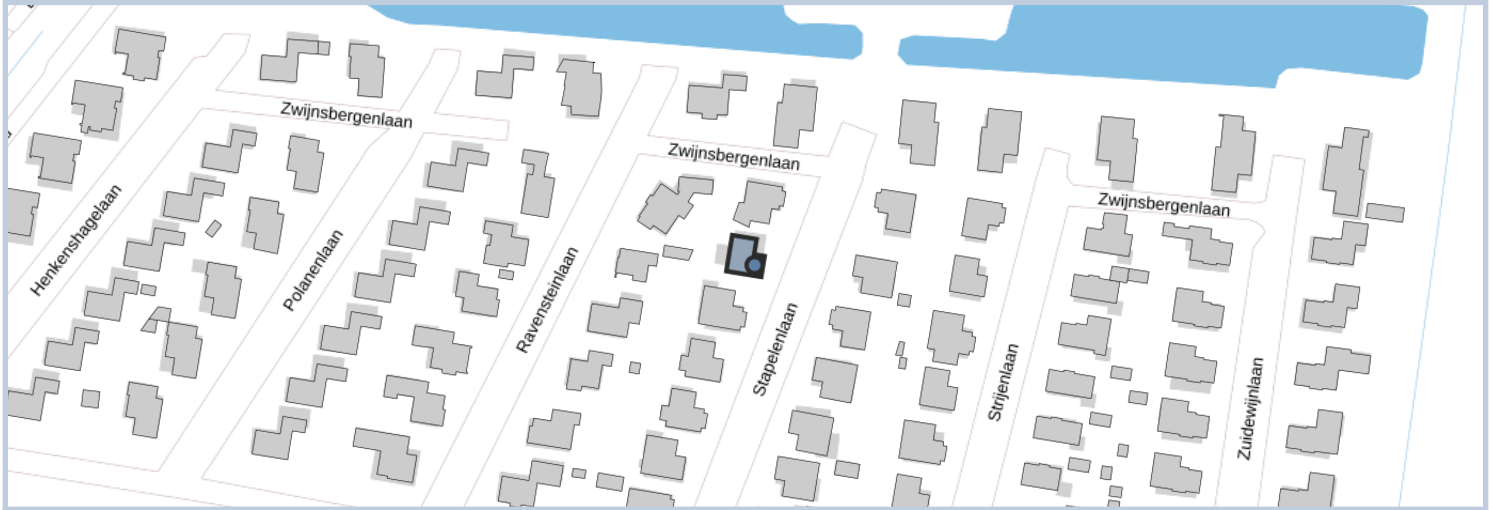 Zwijnsbergenlaan
Zwijnsbergenlaan
Zwijnsbergenlaan
Henkenshagelaan
Polanenlaan
Ravensteinlaan
Stapelenlaan
Strijenlaan
Zuidewijnlaan